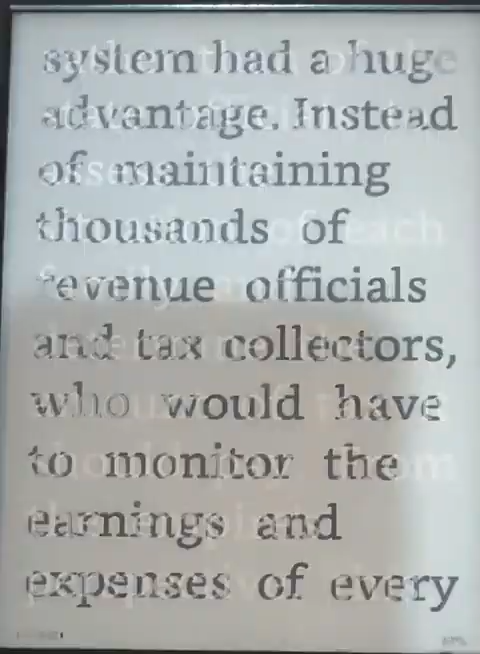 system had a huge
advantage. Instead
of maintaining
thousands of
revenue officials
and tax collectors,
who would have
to monitor the
earnings and
expenses of every